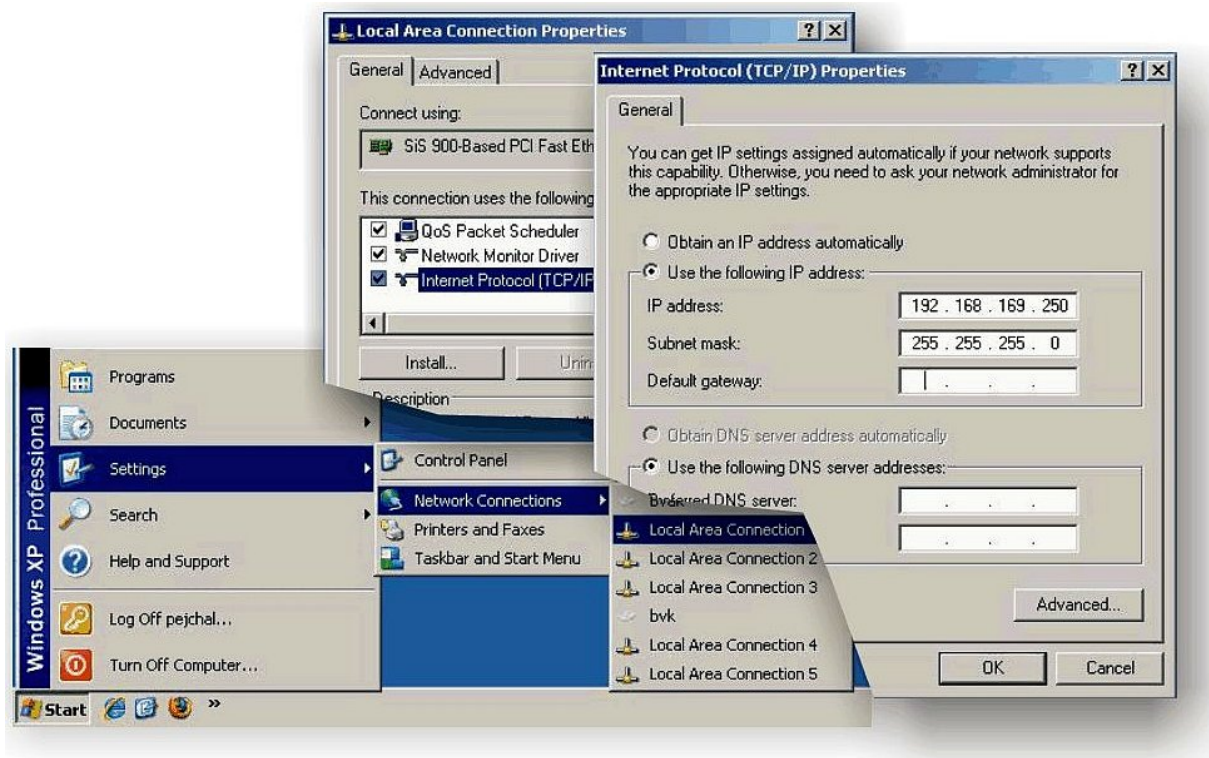 Local Area Connection Properties
General Advanced
Connect using:
SiS 900-Based PCI Fast Eth
This connection uses the following
QoS Packet Scheduler
Network Monitor Driver
Internet Protocol (TCP/IP
Install... Unin
Description
Internet Protocol (TCP/IP) Properties
General
You can get IP settings assigned automatically if your network supports
this capability. Otherwise, you need to ask your network administrator for
the appropriate IP settings.
Obtain an IP address automatically
Use the following IP address:
IP address: 192 . 168 . 169 . 250
Subnet mask: 255 . 255 . 255 . 0
Default gateway: . . .
Obtain DNS server address automatically
Use the following DNS server addresses:
DNS server: . . .
. . .
Advanced...
OK Cancel
Windows XP Professional
Programs
Documents
Settings
Search
Help and Support
Log Off pejchal...
Turn Off Computer...
Start »
Control Panel
Network Connections
Printers and Faxes
Taskbar and Start Menu
Local Area Connection
Local Area Connection 2
Local Area Connection 3
bvk
Local Area Connection 4
Local Area Connection 5